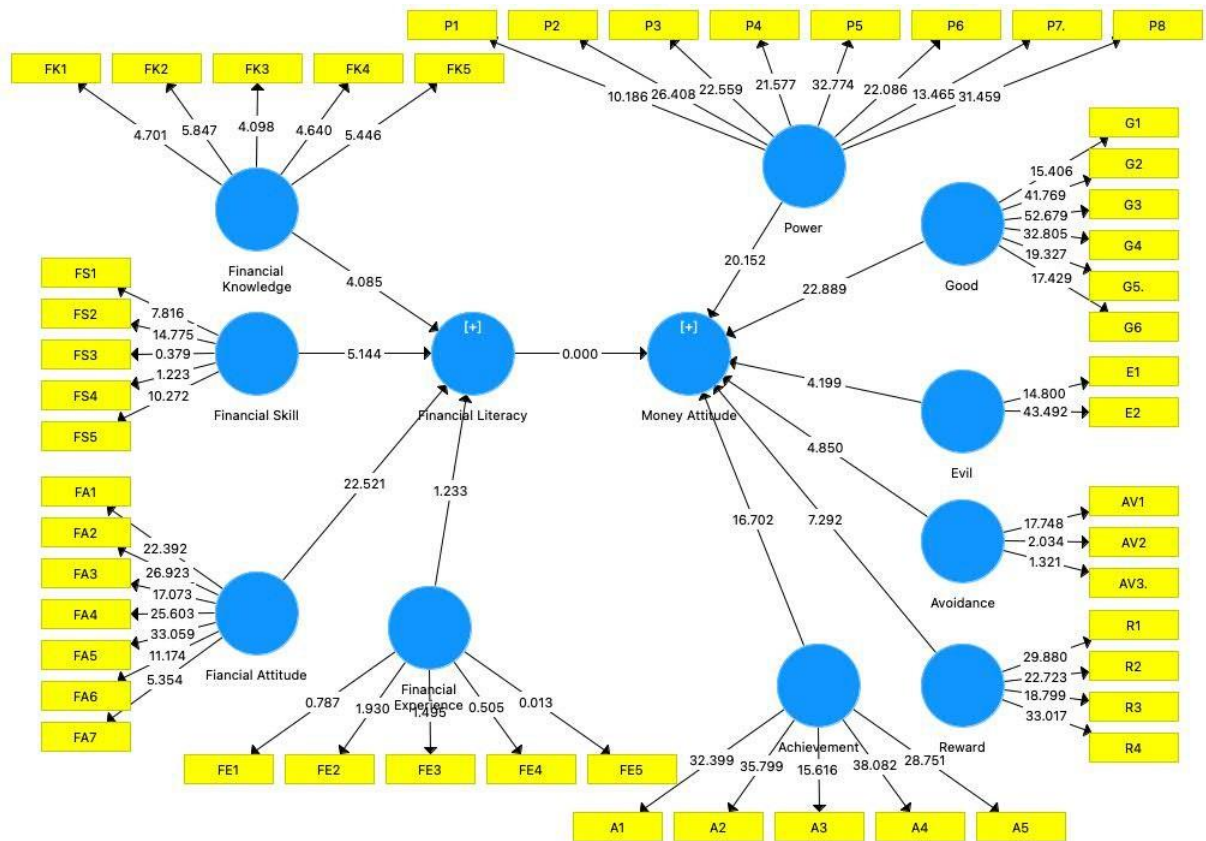 P1
P2
P3
P4
P5
P6
P7.
P8
10.186
26.408
22.559
21.577
32.774
22.086
13.465
31.459
Power
20.152
FK1
FK2
FK3
FK4
FK5
4.701
5.847
4.098
4.640
5.446
Financial
Knowledge
4.085
G1
G2
G3
G4
G5.
G6
15.406
41.769
52.679
32.805
19.327
17.429
Good
22.889
FS1
FS2
FS3
FS4
FS5
7.816
14.775
0.379
1.223
10.272
Financial Skill
5.144
[+]
Financial Literacy
0.000
[+]
Money Attitude
E1
E2
14.800
43.492
Evil
4.199
AV1
AV2
AV3.
17.748
2.034
1.321
Avoidance
4.850
FA1
FA2
FA3
FA4
FA5
FA6
FA7
22.392
26.923
17.073
25.603
33.059
11.174
5.354
Fiancial Attitude
22.521
1.233
Financial
Experience
0.787
1.930
1.495
0.505
0.013
FE1
FE2
FE3
FE4
FE5
16.702
7.292
Achievement
32.399
35.799
15.616
38.082
28.751
A1
A2
A3
A4
A5
R1
R2
R3
R4
29.880
22.723
18.799
33.017
Reward